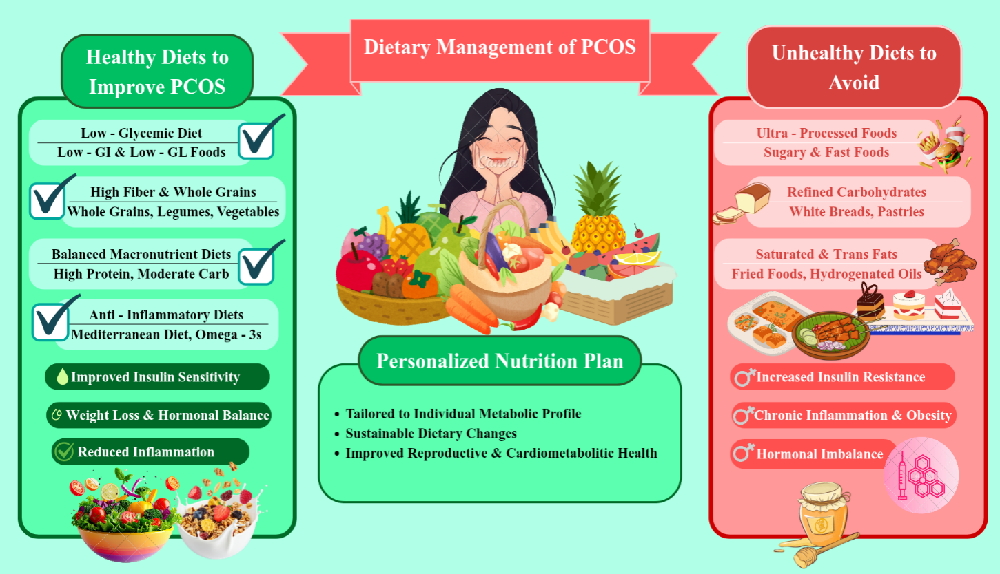 Dietary Management of PCOS
Healthy Diets to
Improve PCOS
Low - Glycemic Diet
Low - GI & Low - GL Foods
High Fiber & Whole Grains
Whole Grains, Legumes, Vegetables
Balanced Macronutrient Diets
High Protein, Moderate Carb
Anti - Inflammatory Diets
Mediterranean Diet, Omega - 3s
Improved Insulin Sensitivity
Weight Loss & Hormonal Balance
Reduced Inflammation
Canva
Canva
Personalized Nutrition Plan
• Tailored to Individual Metabolic Profile
• Sustainable Dietary Changes
• Improved Reproductive & Cardiometabolitic Health
Unhealthy Diets to
Avoid
Ultra - Processed Foods
Sugary & Fast Foods
Refined Carbohydrates
White Breads, Pastries
Saturated & Trans Fats
Fried Foods, Hydrogenated Oils
Increased Insulin Resistance
Chronic Inflammation & Obesity
Hormonal Imbalance